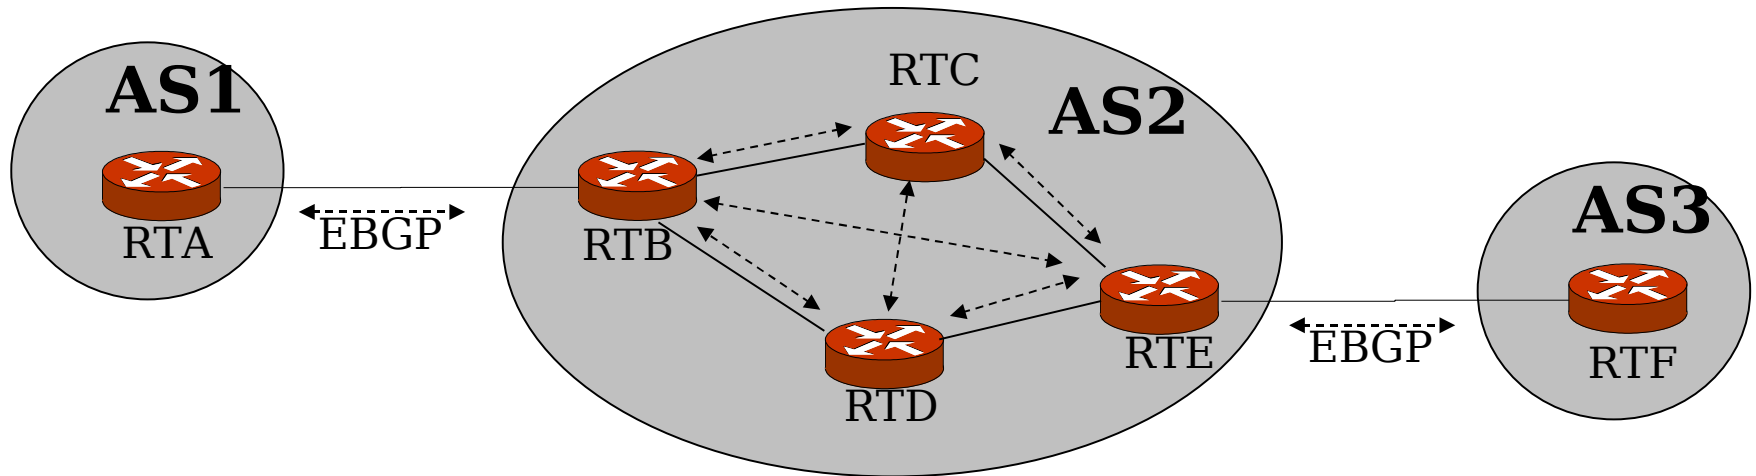 AS1
RTA
EBGP
RTB
RTC
AS2
RTD
RTE
EBGP
AS3
RTF